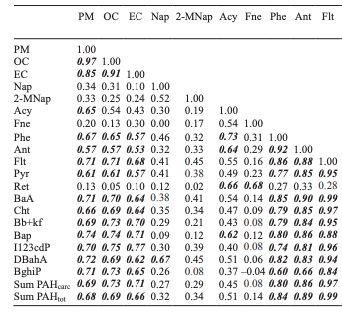 PM OC EC Nap 2-MNap Acy Fne Phe Ant Flt
PM 1.00
OC 0.97 1.00
EC 0.85 0.91 1.00
Nap 0.34 0.31 0.10 1.00
2-MNap 0.33 0.25 0.24 0.52 1.00
Acy 0.65 0.54 0.43 0.30 0.19 1.00
Fne 0.20 0.13 0.30 0.00 0.17 0.54 1.00
Phe 0.67 0.65 0.57 0.46 0.32 0.73 0.31 1.00
Ant 0.57 0.57 0.53 0.32 0.33 0.64 0.29 0.92 1.00
Flt 0.71 0.71 0.68 0.41 0.45 0.55 0.16 0.86 0.88 1.00
Pyr 0.61 0.61 0.57 0.41 0.38 0.49 0.23 0.77 0.85 0.95
Ret 0.13 0.05 0.10 0.12 0.02 0.66 0.68 0.27 0.33 0.28
BaA 0.71 0.70 0.64 0.38 0.41 0.54 0.14 0.85 0.90 0.99
Cht 0.66 0.69 0.64 0.35 0.34 0.47 0.09 0.79 0.85 0.97
Bb+kf 0.69 0.73 0.70 0.29 0.21 0.43 0.08 0.79 0.84 0.95
Bap 0.74 0.74 0.71 0.09 0.12 0.62 0.12 0.80 0.86 0.88
I123cdP 0.70 0.75 0.77 0.30 0.39 0.40 0.08 0.74 0.81 0.96
DBahA 0.72 0.69 0.62 0.67 0.45 0.51 0.06 0.82 0.83 0.94
BghiP 0.71 0.73 0.65 0.26 0.08 0.37 –0.04 0.60 0.66 0.84
Sum PAHcarc 0.69 0.73 0.71 0.27 0.29 0.45 0.08 0.80 0.86 0.97
Sum PAHtot 0.68 0.69 0.66 0.32 0.34 0.51 0.14 0.84 0.89 0.99